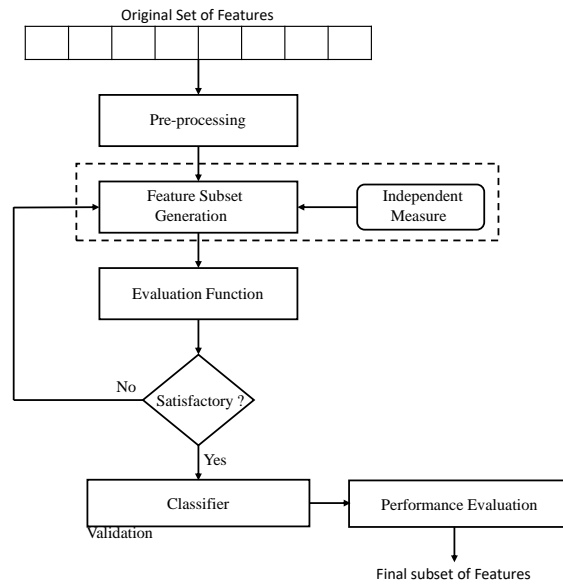 Original Set of Features
Pre-processing
Feature Subset
Generation
Independent
Measure
Evaluation Function
No
Satisfactory ?
Yes
Classifier
Performance Evaluation
Validation
Final subset of Features